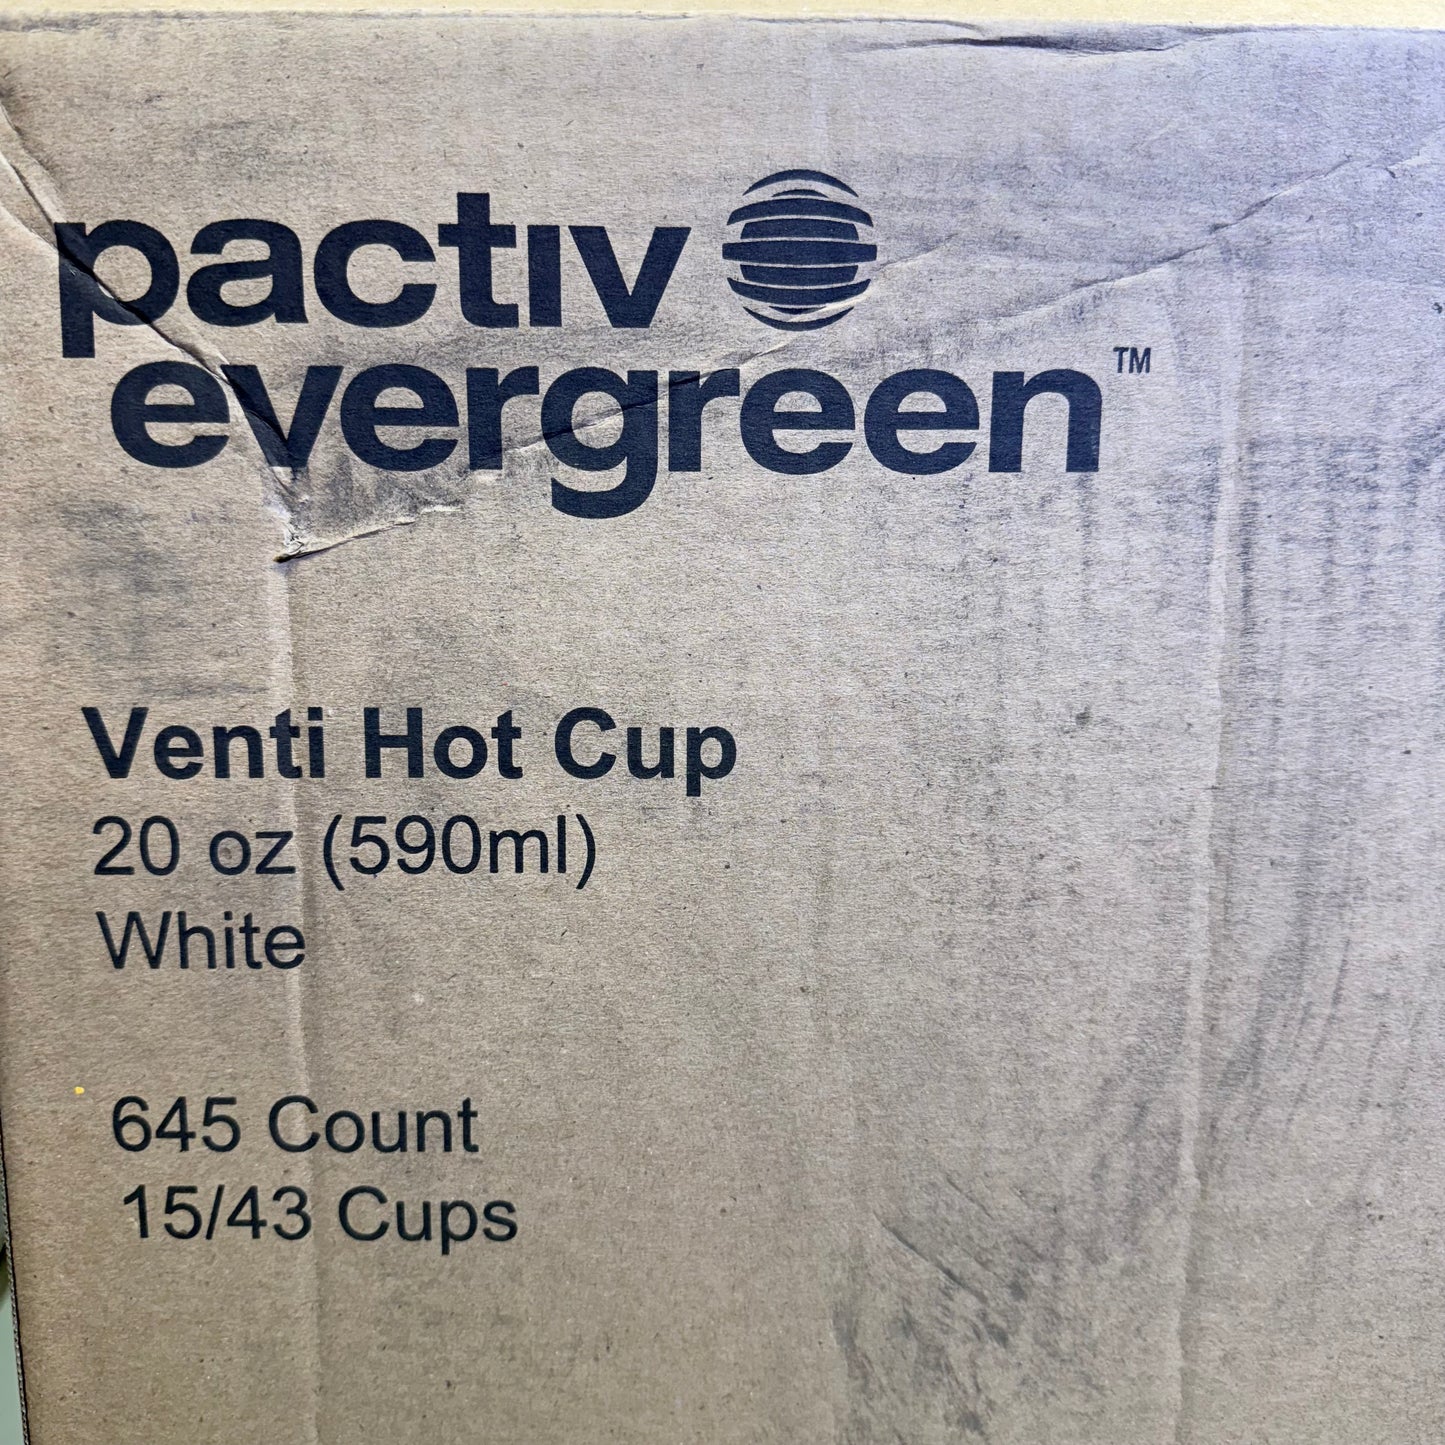 pactiv
evergreen™
Venti Hot Cup
20 oz (590ml)
White
645 Count
15/43 Cups